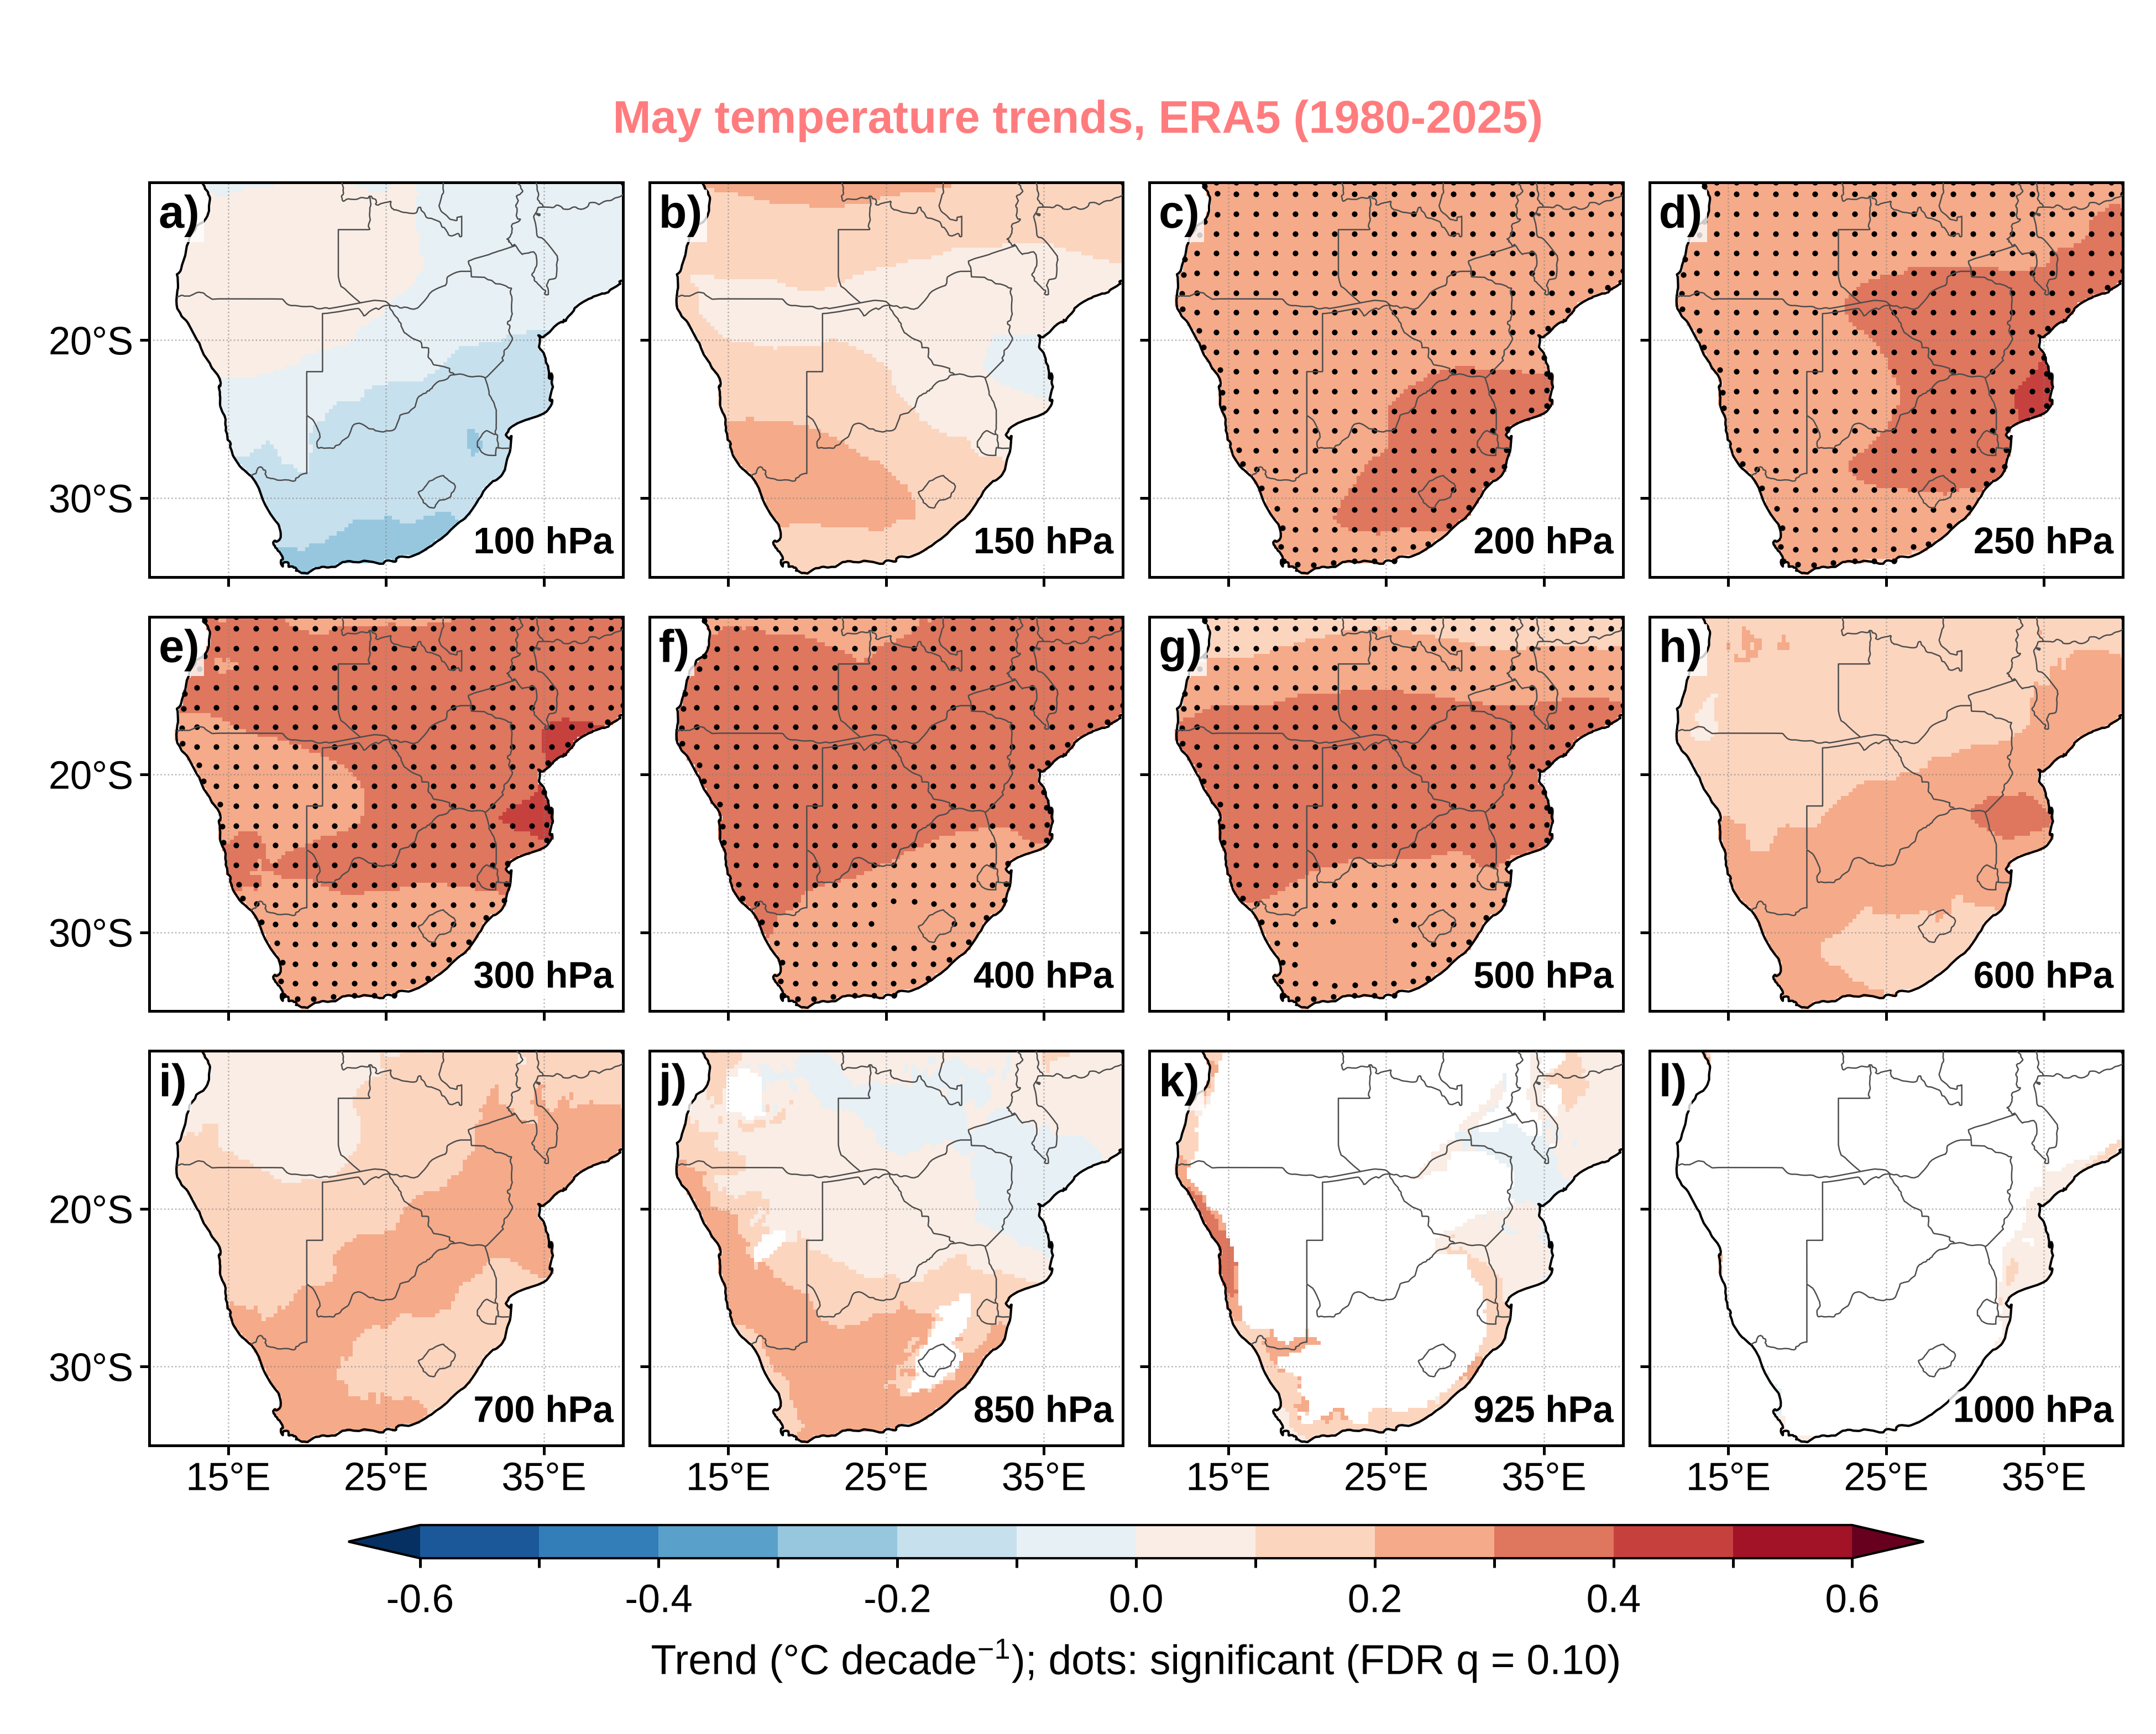 May temperature trends, ERA5 (1980-2025)
a) b) c) d)
20°S
30°S
100 hPa 150 hPa 200 hPa 250 hPa
e) f) g) h)
20°S
30°S
300 hPa 400 hPa 500 hPa 600 hPa
i) j) k) l)
20°S
30°S
700 hPa 850 hPa 925 hPa 1000 hPa
15°E 25°E 35°E 15°E 25°E 35°E 15°E 25°E 35°E 15°E 25°E 35°E
-0.6 -0.4 -0.2 0.0 0.2 0.4 0.6
Trend (°C decade⁻¹); dots: significant (FDR q = 0.10)